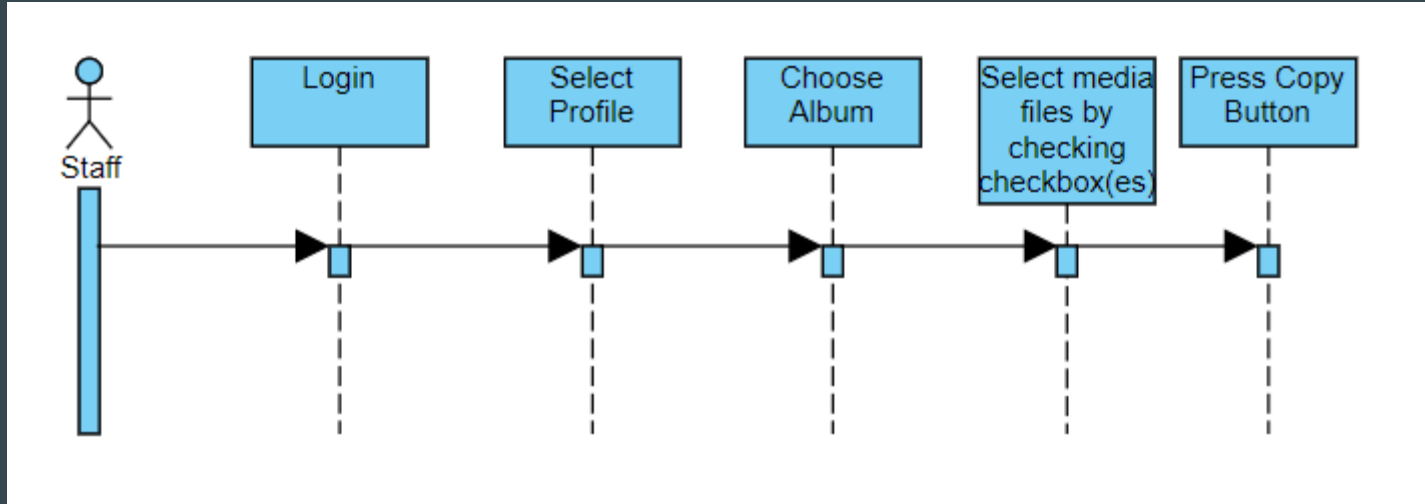 Staff
Login
Select
Profile
Choose
Album
Select media
files by
checking
checkbox(es)
Press Copy
Button